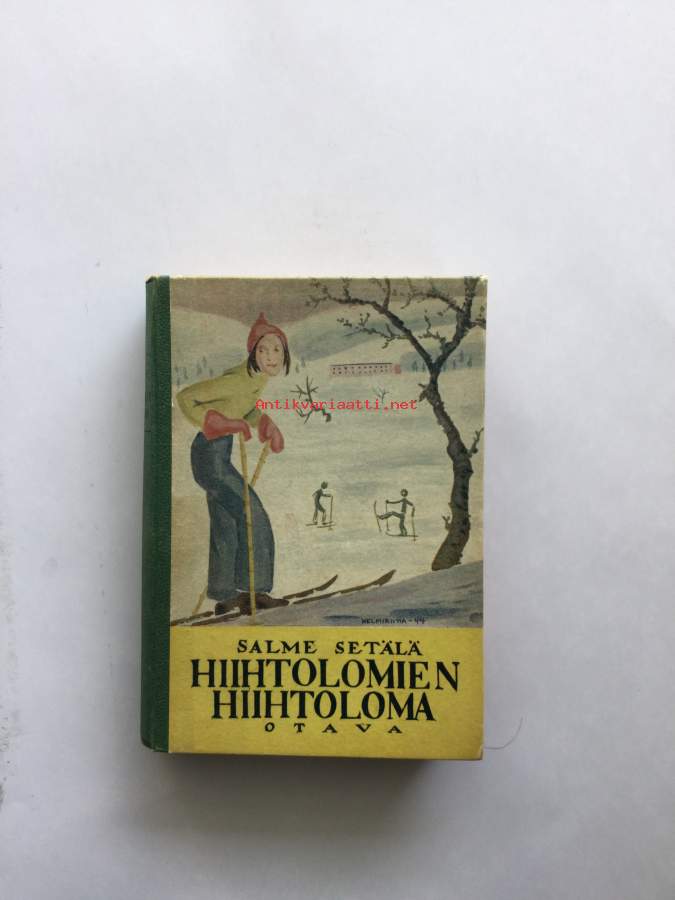 Antikvariaatti.net
HELMIRIITTA -44
SALME SETÄLÄ
HIIHTOLOMIEN
HIIHTOLOMA
OTAVA